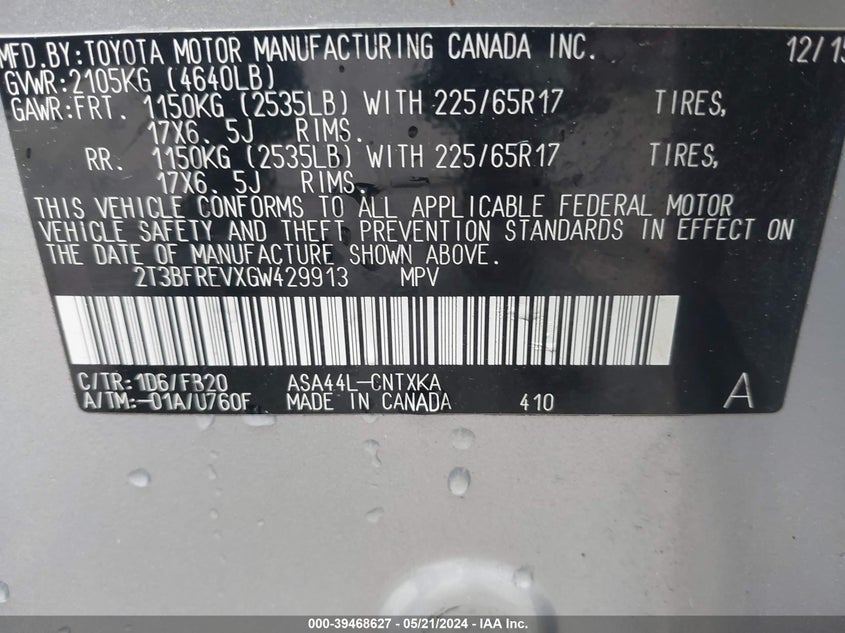 MFD.BY:TOYOTA MOTOR MANUFACTURING CANADA INC. 12/15
GVWR:2105KG (4640LB)
GAWR:FRT. 1150KG (2535LB) WITH 225/65R17 TIRES,
17X6. 5J RIMS.
RR. 1150KG (2535LB) WITH 225/65R17 TIRES,
17X6. 5J RIMS.
THIS VEHICLE CONFORMS TO ALL APPLICABLE FEDERAL MOTOR
VEHICLE SAFETY AND THEFT PREVENTION STANDARDS IN EFFECT ON
THE DATE OF MANUFACTURE SHOWN ABOVE.
2T3BFREVXGW429913 MPV
C/TR:1D6/FB20 ASA44L-CNTXKA
A/TM:-01A/U760F MADE IN CANADA 410 A
000-39468627 - 05/21/2024 - IAA Inc.